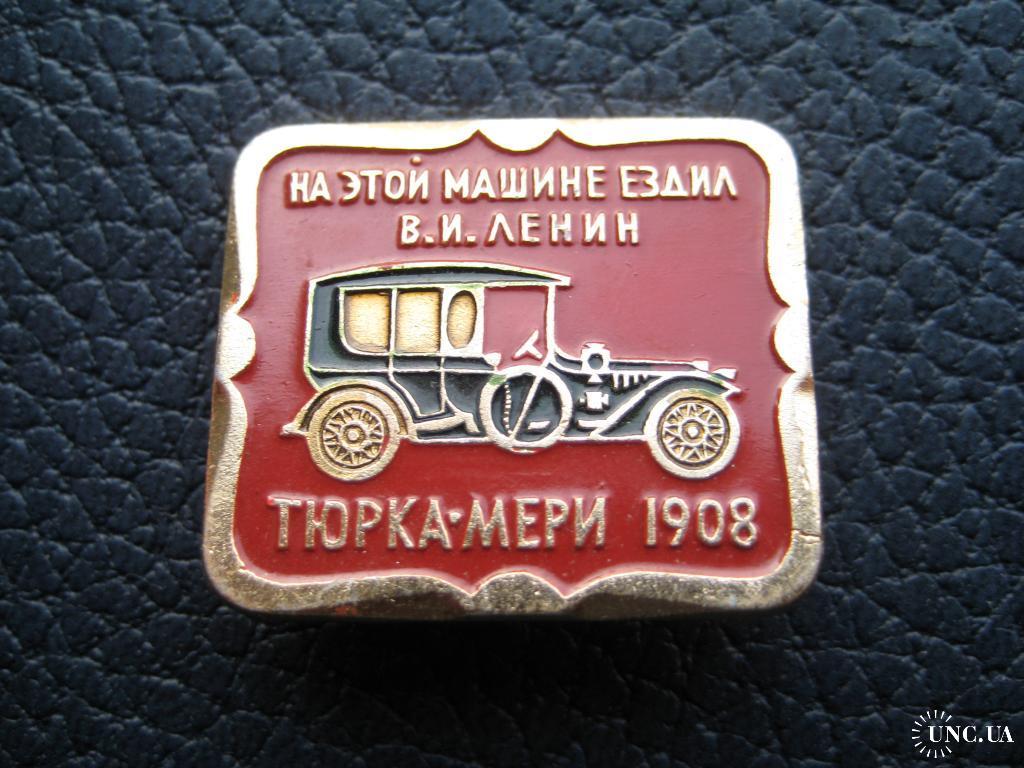 НА ЭТОЙ МАШИНЕ ЕЗДИЛ
В.И. ЛЕНИН
ТЮРКА-МЕРИ 1908
UNC.UA